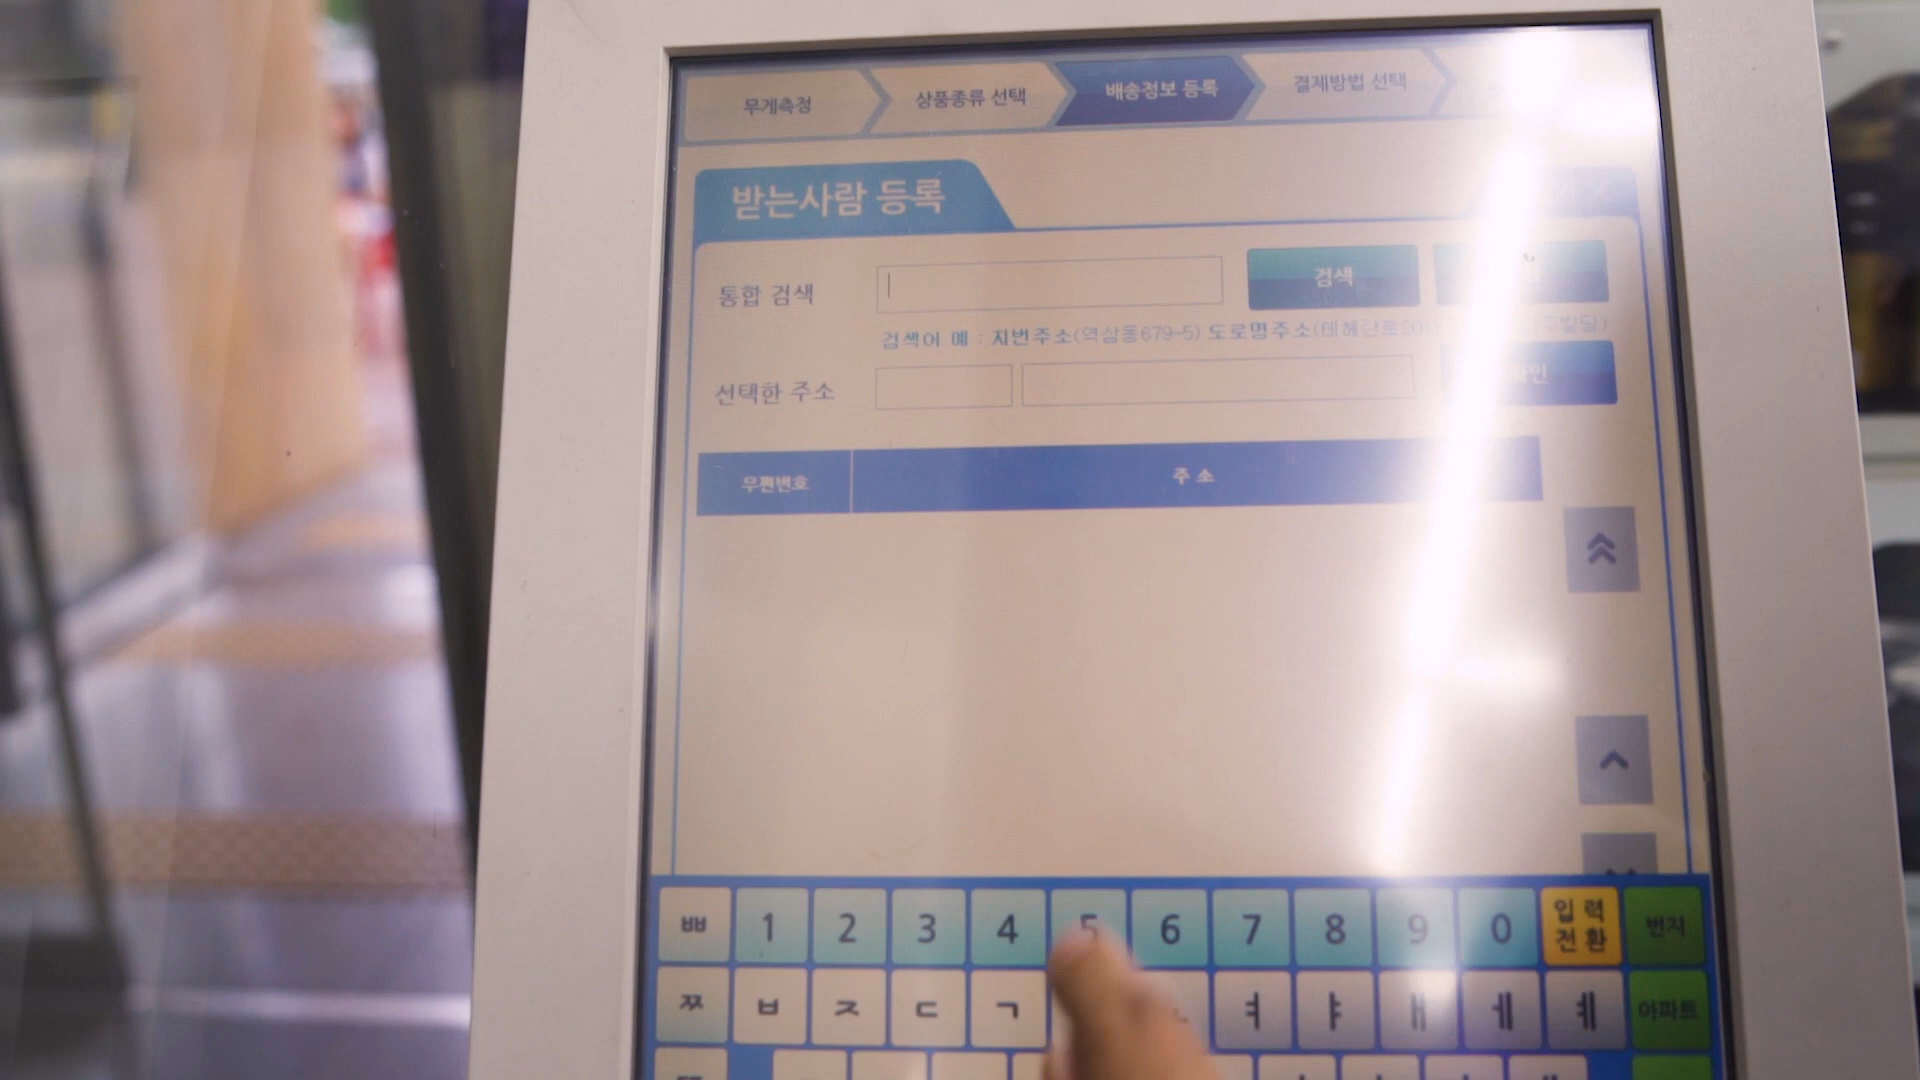 무게측정 상품종류 선택 배송정보 등록 결제방법 선택
받는사람 등록
통합 검색 검색
검색어 예 : 지번주소(역삼동679-5) 도로명주소(테헤란로201
선택한 주소
우편번호 주 소
ㅃ 1 2 3 4 5 6 7 8 9 0 입력전환 번지
ㅉ ㅂ ㅈ ㄷ ㄱ ㅕ ㅑ ㅐ ㅔ ㅖ 아파트